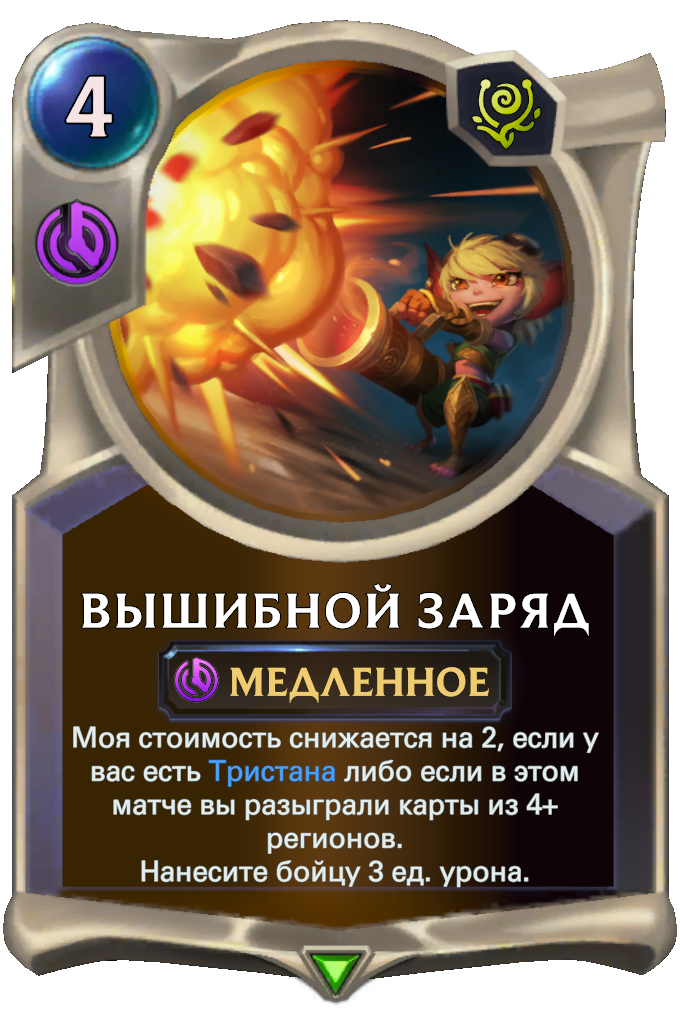 4
ВЫШИБНОЙ ЗАРЯД
МЕДЛЕННОЕ
Моя стоимость снижается на 2, если у
вас есть Тристана либо если в этом
матче вы разыграли карты из 4+
регионов.
Нанесите бойцу 3 ед. урона.